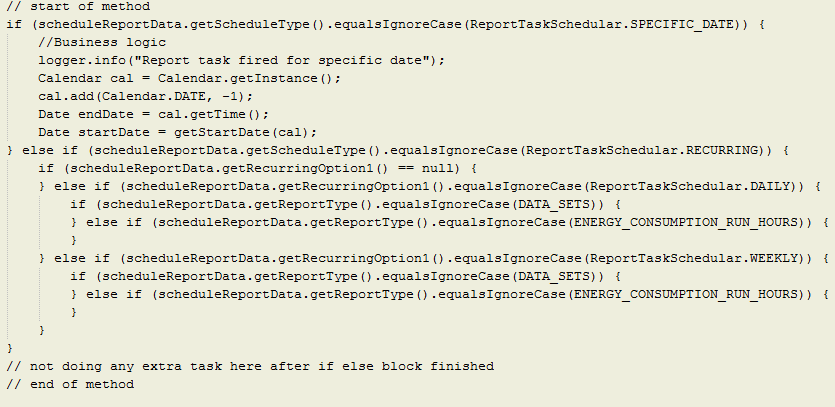 // start of method
if (scheduleReportData.getScheduleType().equalsIgnoreCase(ReportTaskSchedular.SPECIFIC_DATE)) {
    //Business logic
    logger.info("Report task fired for specific date");
    Calendar cal = Calendar.getInstance();
    cal.add(Calendar.DATE, -1);
    Date endDate = cal.getTime();
    Date startDate = getStartDate(cal);
} else if (scheduleReportData.getScheduleType().equalsIgnoreCase(ReportTaskSchedular.RECURRING)) {
    if (scheduleReportData.getRecurringOption1() == null) {
    } else if (scheduleReportData.getRecurringOption1().equalsIgnoreCase(ReportTaskSchedular.DAILY)) {
        if (scheduleReportData.getReportType().equalsIgnoreCase(DATA_SETS)) {
        } else if (scheduleReportData.getReportType().equalsIgnoreCase(ENERGY_CONSUMPTION_RUN_HOURS)) {
        }
    } else if (scheduleReportData.getRecurringOption1().equalsIgnoreCase(ReportTaskSchedular.WEEKLY)) {
        if (scheduleReportData.getReportType().equalsIgnoreCase(DATA_SETS)) {
        } else if (scheduleReportData.getReportType().equalsIgnoreCase(ENERGY_CONSUMPTION_RUN_HOURS)) {
        }
    }
}
// not doing any extra task here after if else block finished
// end of method